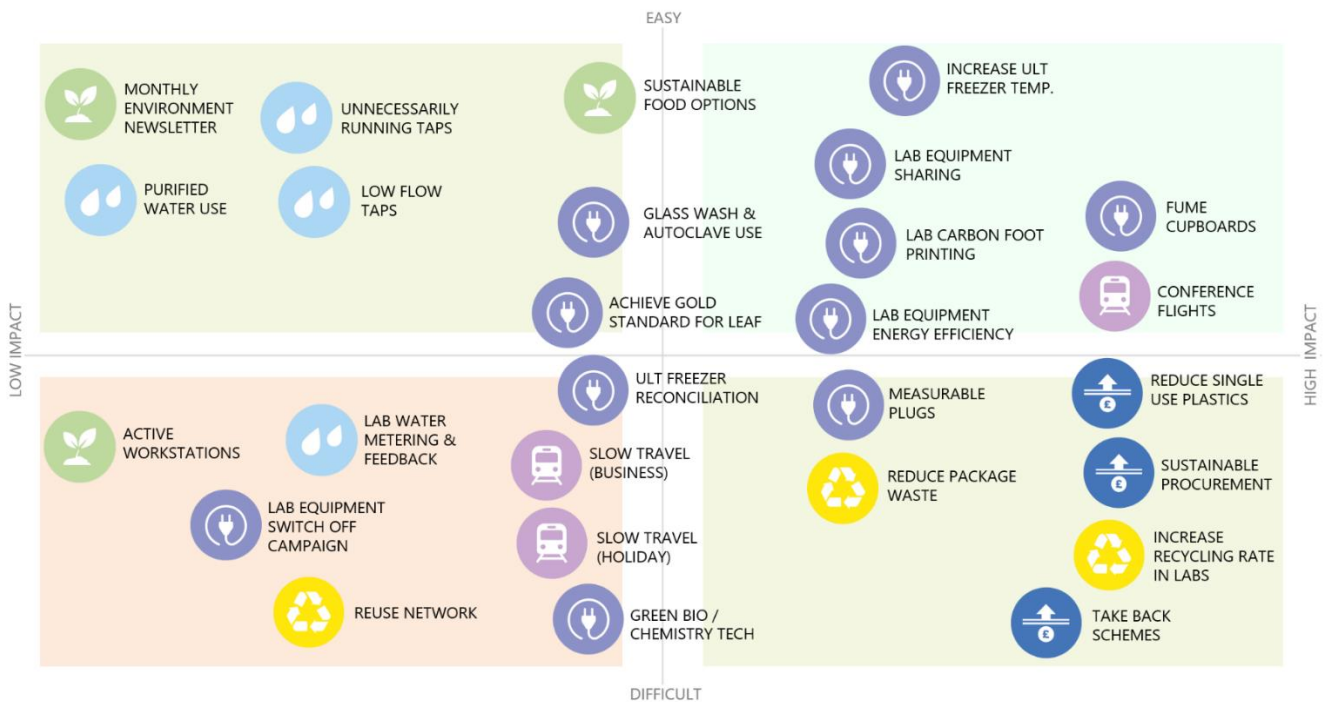 EASY
MONTHLY
ENVIRONMENT
NEWSLETTER
UNNECESSARILY
RUNNING TAPS
SUSTAINABLE
FOOD OPTIONS
INCREASE ULT
FREEZER TEMP.
PURIFIED
WATER USE
LOW FLOW
TAPS
GLASS WASH &
AUTOCLAVE USE
LAB EQUIPMENT
SHARING
LAB CARBON FOOT
PRINTING
FUME
CUPBOARDS
ACHIEVE GOLD
STANDARD FOR LEAF
LAB EQUIPMENT
ENERGY EFFICIENCY
CONFERENCE
FLIGHTS
LOW IMPACT
HIGH IMPACT
ULT FREEZER
RECONCILIATION
MEASURABLE
PLUGS
REDUCE SINGLE
USE PLASTICS
£
ACTIVE
WORKSTATIONS
LAB WATER
METERING &
FEEDBACK
SLOW TRAVEL
(BUSINESS)
REDUCE PACKAGE
WASTE
SUSTAINABLE
PROCUREMENT
£
LAB EQUIPMENT
SWITCH OFF
CAMPAIGN
SLOW TRAVEL
(HOLIDAY)
INCREASE
RECYCLING RATE
IN LABS
REUSE NETWORK
GREEN BIO /
CHEMISTRY TECH
TAKE BACK
SCHEMES
£
DIFFICULT